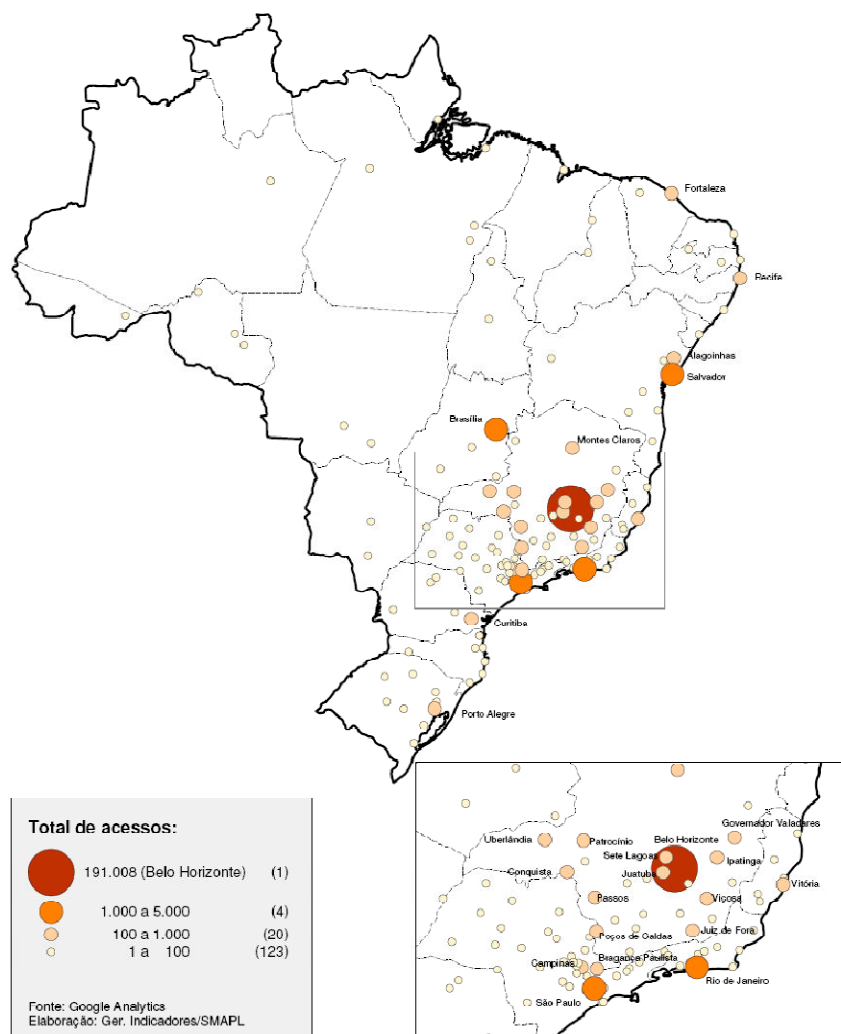 Fortaleza
Recife
Alagoinhas
Salvador
Brasília
Montes Claros
Curitiba
Porto Alegre
Total de acessos:
191.008 (Belo Horizonte) (1)
1.000 a 5.000 (4)
100 a 1.000 (20)
1 a 100 (123)
Fonte: Google Analytics
Elaboração: Ger. Indicadores/SMAPL
Governador Valadares
Uberlândia
Patrocínio
Belo Horizonte
Sete Lagoas
Ipatinga
Conquista
Juatuba
Vitória
Passos
Viçosa
Poços de Caldas
Juiz de Fora
Campinas
Bragança Paulista
Rio de Janeiro
São Paulo